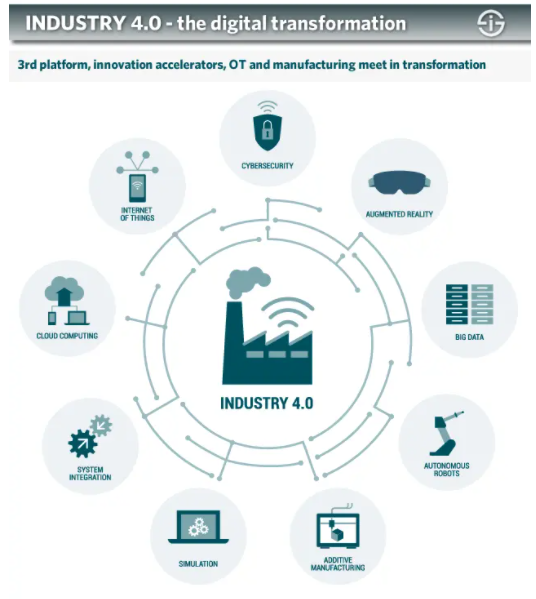 INDUSTRY 4.0 - the digital transformation
3rd platform, innovation accelerators, OT and manufacturing meet in transformation
CYBERSECURITY
INTERNET
OF THINGS
AUGMENTED REALITY
CLOUD COMPUTING
BIG DATA
INDUSTRY 4.0
SYSTEM
INTEGRATION
AUTONOMOUS
ROBOTS
SIMULATION
ADDITIVE
MANUFACTURING